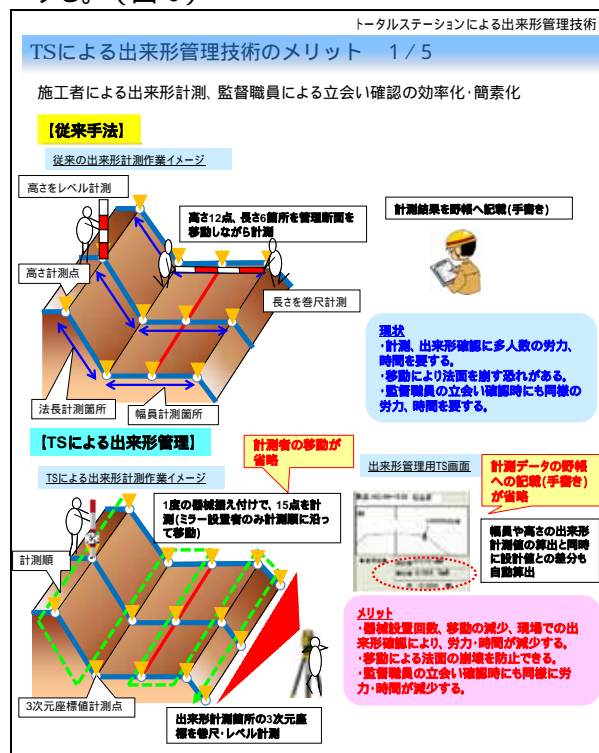 トータルステーションによる出来形管理技術
TSによる出来形管理技術のメリット 1/5
施工者による出来形計測、監督職員による立会い確認の効率化・簡素化
【従来手法】
従来の出来形計測作業イメージ
高さをレベル計測
高さ12点、長さ6箇所を管理断面を
移動しながら計測
計測結果を野帳へ記載(手書き)
高さ計測点
長さを巻尺計測
法長計測箇所
幅員計測箇所
現状
・計測、出来形確認に多人数の労力、
時間を要する。
・移動により法面を崩す恐れがある。
・監督職員の立会い確認時にも同様の
労力、時間を要する。
【TSによる出来形管理】
計測者の移動が
省略
TSによる出来形計測作業イメージ
1度の器械据え付けで、15点を計
測(ミラー設置者のみ計測順に沿っ
て移動)
計測順
3次元座標値計測点
出来形計測箇所の3次元座
標を巻尺・レベル計測
出来形管理用TS画面
計測データの野帳
への記載(手書き)
が省略
幅員や高さの出来形
計測値の算出と同時
に設計値との差分も
自動算出
メリット
・器械設置回数、移動の減少、現場での出
来形確認により、労力・時間が減少する。
・移動による法面の崩壊を防止できる。
・監督職員の立会い確認時にも同様に労
力・時間が減少する。